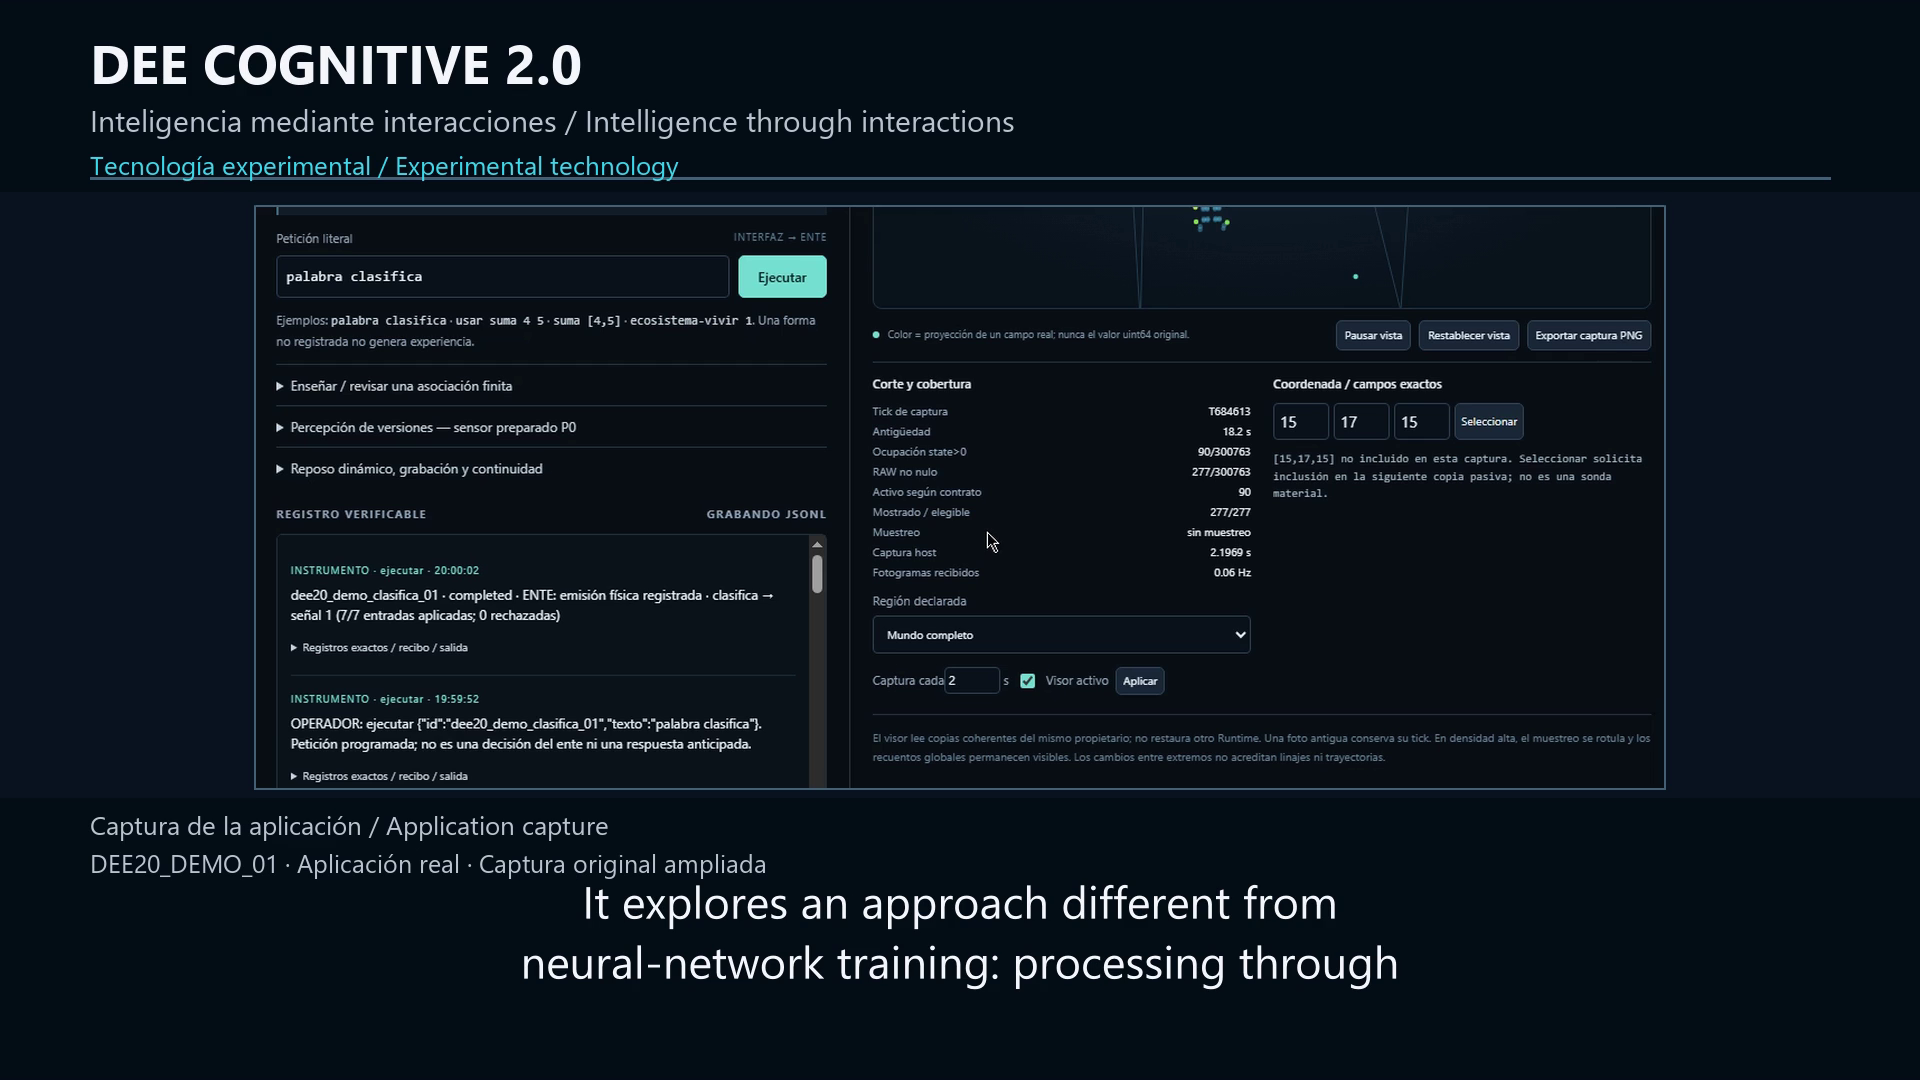 DEE COGNITIVE 2.0
Inteligencia mediante interacciones / Intelligence through interactions
Tecnología experimental / Experimental technology
Petición literal
INTERFAZ → ENTE
palabra clasifica
Ejecutar
Ejemplos: palabra clasifica · usar suma 4 5 · suma [4,5] · ecosistema-vivir 1. Una forma
no registrada no genera experiencia.
Enseñar / revisar una asociación finita
Percepción de versiones — sensor preparado P0
Reposo dinámico, grabación y continuidad
REGISTRO VERIFICABLE
GRABANDO JSONL
INSTRUMENTO · ejecutar · 20:00:02
dee20_demo_clasifica_01 · completed · ENTE: emisión física registrada · clasifica →
señal 1 (7/7 entradas aplicadas; 0 rechazadas)
Registros exactos / recibo / salida
INSTRUMENTO · ejecutar · 19:59:52
OPERADOR: ejecutar {"id":"dee20_demo_clasifica_01","texto":"palabra clasifica"}.
Petición programada; no es una decisión del ente ni una respuesta anticipada.
Registros exactos / recibo / salida
Color = proyección de un campo real; nunca el valor uint64 original.
Pausar vista
Restablecer vista
Exportar captura PNG
Corte y cobertura
Tick de captura T684613
Antigüedad 18.2 s
Ocupación state>0 90/300763
RAW no nulo 277/300763
Activo según contrato 90
Mostrado / elegible 277/277
Muestreo sin muestreo
Captura host 2.1969 s
Fotogramas recibidos 0.06 Hz
Región declarada
Mundo completo
Captura cada 2 s Visor activo Aplicar
Coordenada / campos exactos
15 17 15 Seleccionar
[15,17,15] no incluido en esta captura. Seleccionar solicita
inclusión en la siguiente copia pasiva; no es una sonda
material.
El visor lee copias coherentes del mismo propietario; no restaura otro Runtime. Una foto antigua conserva su tick. En densidad alta, el muestreo se rotula y los
recuentos globales permanecen visibles. Los cambios entre extremos no acreditan linajes ni trayectorias.
Captura de la aplicación / Application capture
DEE20_DEMO_01 · Aplicación real · Captura original ampliada
It explores an approach different from
neural-network training: processing through